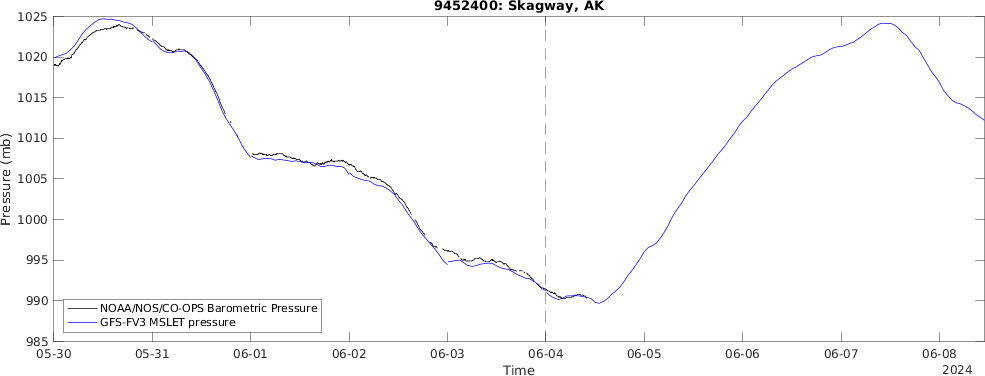 9452400: Skagway, AK
Pressure (mb)
1025
1020
1015
1010
1005
1000
995
990
985
NOAA/NOS/CO-OPS Barometric Pressure
GFS-FV3 MSLET pressure
05-30 05-31 06-01 06-02 06-03 06-04 06-05 06-06 06-07 06-08
Time
2024